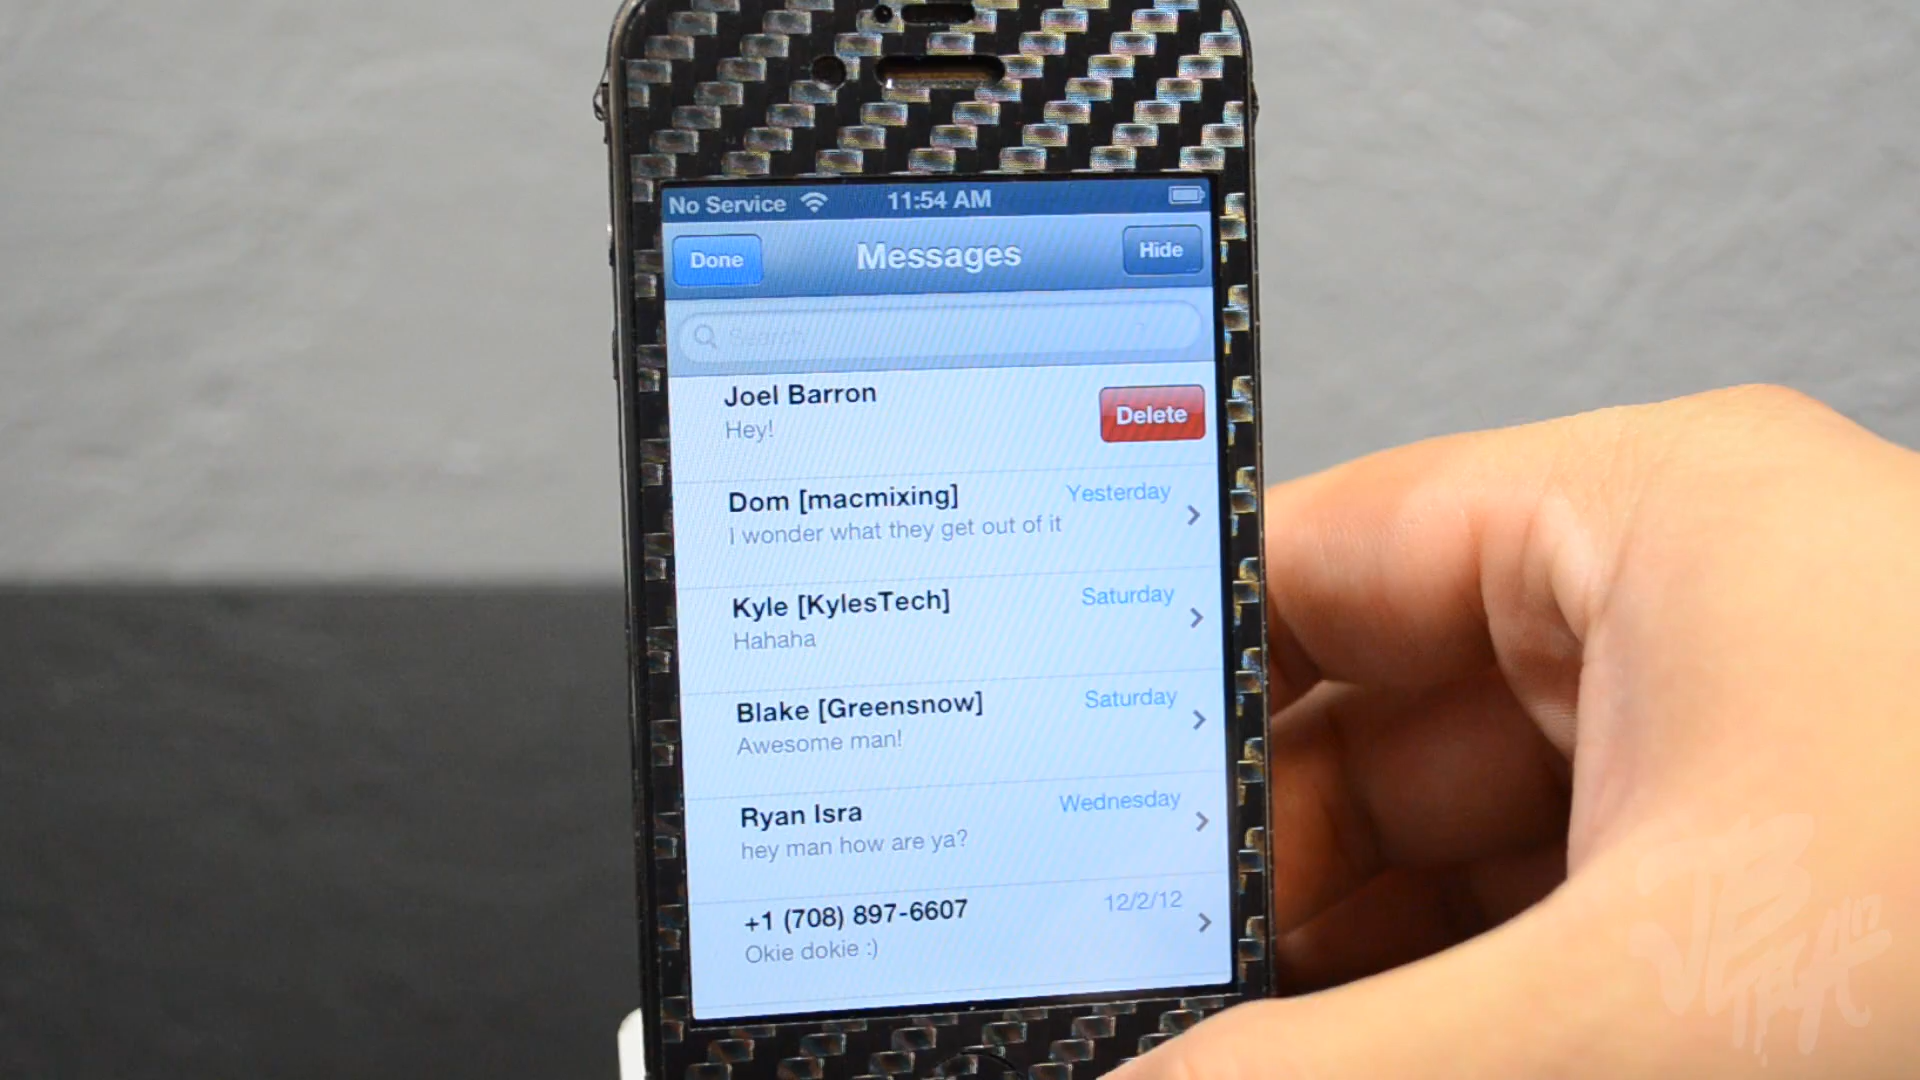 No Service 11:54 AM
Done Messages Hide
Search
Joel Barron
Hey!
Delete
Dom [macmixing] Yesterday
I wonder what they get out of it
Kyle [KylesTech] Saturday
Hahaha
Blake [Greensnow] Saturday
Awesome man!
Ryan Isra Wednesday
hey man how are ya?
+1 (708) 897-6607 12/2/12
Okie dokie :)